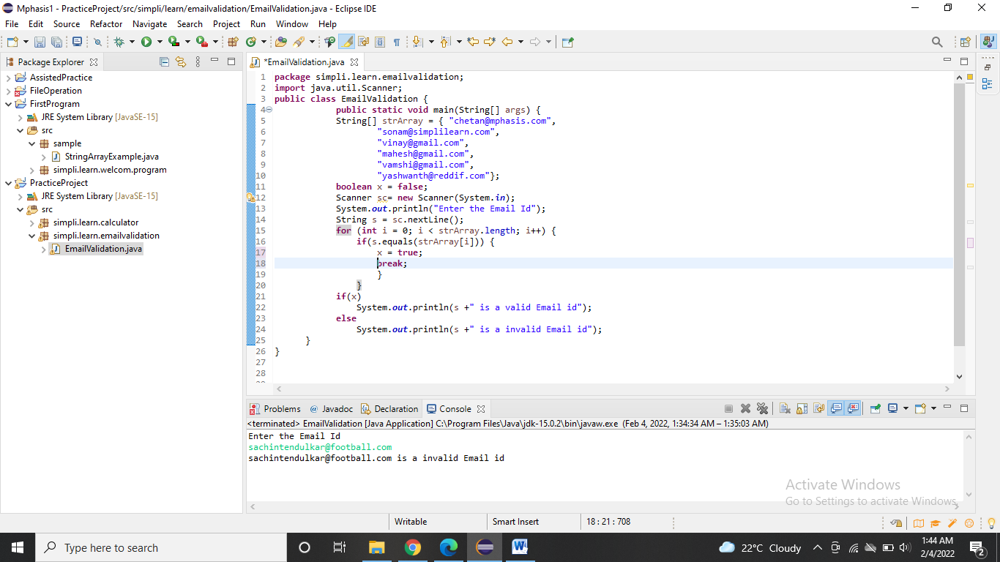 Mphasis1 - PracticeProject/src/simpli/learn/emailvalidation/EmailValidation.java - Eclipse IDE
File Edit Source Refactor Navigate Search Project Run Window Help
Package Explorer
AssistedPractice
FileOperation
FirstProgram
JRE System Library [JavaSE-15]
src
sample
StringArrayExample.java
simpli.learn.welcom.program
PracticeProject
JRE System Library [JavaSE-15]
src
simpli.learn.calculator
simpli.learn.emailvalidation
EmailValidation.java
*EmailValidation.java
1 package simpli.learn.emailvalidation;
2 import java.util.Scanner;
3 public class EmailValidation {
4 public static void main(String[] args) {
5 String[] strArray = { "chetan@mphasis.com",
6 "sonam@simplilearn.com",
7 "vinay@gmail.com",
8 "mahesh@gmail.com",
9 "vamshi@gmail.com",
10 "yashwanth@reddif.com"};
11 boolean x = false;
12 Scanner sc= new Scanner(System.in);
13 System.out.println("Enter the Email Id");
14 String s = sc.nextLine();
15 for (int i = 0; i < strArray.length; i++) {
16 if(s.equals(strArray[i])) {
17 x = true;
18 break;
19 }
20 }
21 if(x)
22 System.out.println(s +" is a valid Email id");
23 else
24 System.out.println(s +" is a invalid Email id");
25 }
26 }
27
28
Problems @ Javadoc Declaration Console
<terminated> EmailValidation [Java Application] C:\Program Files\Java\jdk-15.0.2\bin\javaw.exe (Feb 4, 2022, 1:34:34 AM – 1:35:03 AM)
Enter the Email Id
sachintendulkar@football.com
sachintendulkar@football.com is a invalid Email id
Activate Windows
Go to Settings to activate Windows.
Writable Smart Insert 18 : 21 : 708
Type here to search
22°C Cloudy
1:44 AM
2/4/2022
2